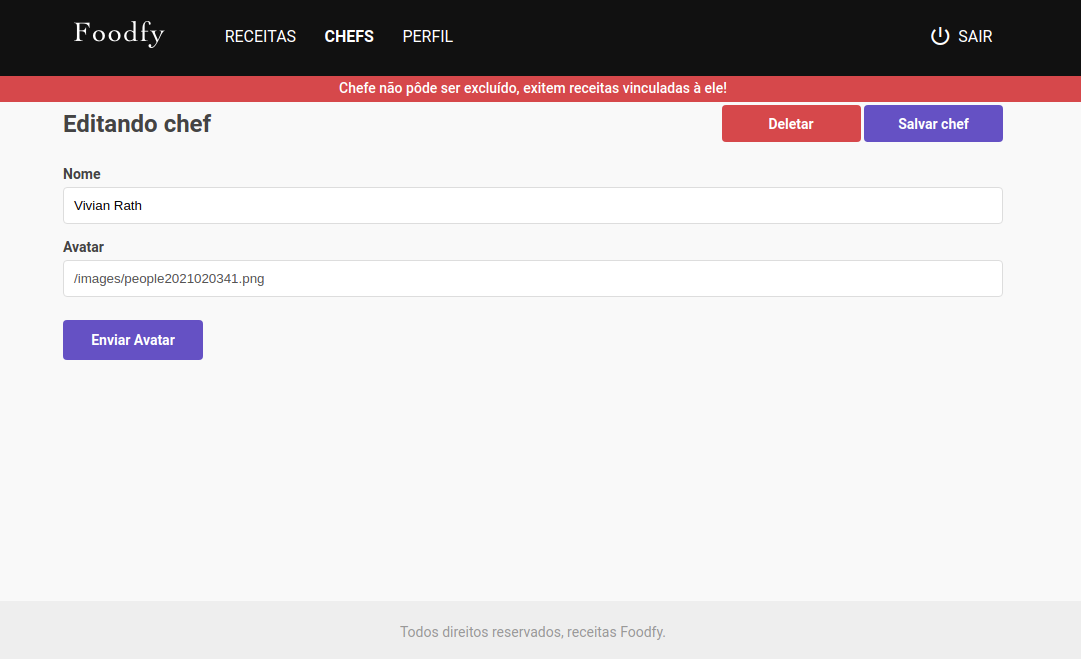 Foodfy RECEITAS CHEFS PERFIL SAIR
Chefe não pôde ser excluído, exitem receitas vinculadas à ele!
Editando chef Deletar Salvar chef
Nome
Vivian Rath
Avatar
/images/people2021020341.png
Enviar Avatar
Todos direitos reservados, receitas Foodfy.